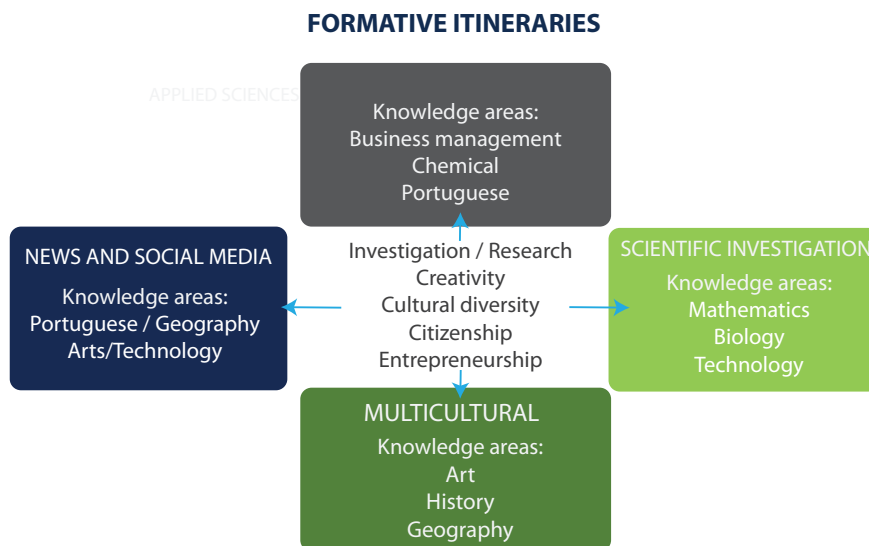 FORMATIVE ITINERARIES
APPLIED SCIENCES
Knowledge areas:
Business management
Chemical
Portuguese
NEWS AND SOCIAL MEDIA
Knowledge areas:
Portuguese / Geography
Arts/Technology
Investigation / Research
Creativity
Cultural diversity
Citizenship
Entrepreneurship
SCIENTIFIC INVESTIGATION
Knowledge areas:
Mathematics
Biology
Technology
MULTICULTURAL
Knowledge areas:
Art
History
Geography